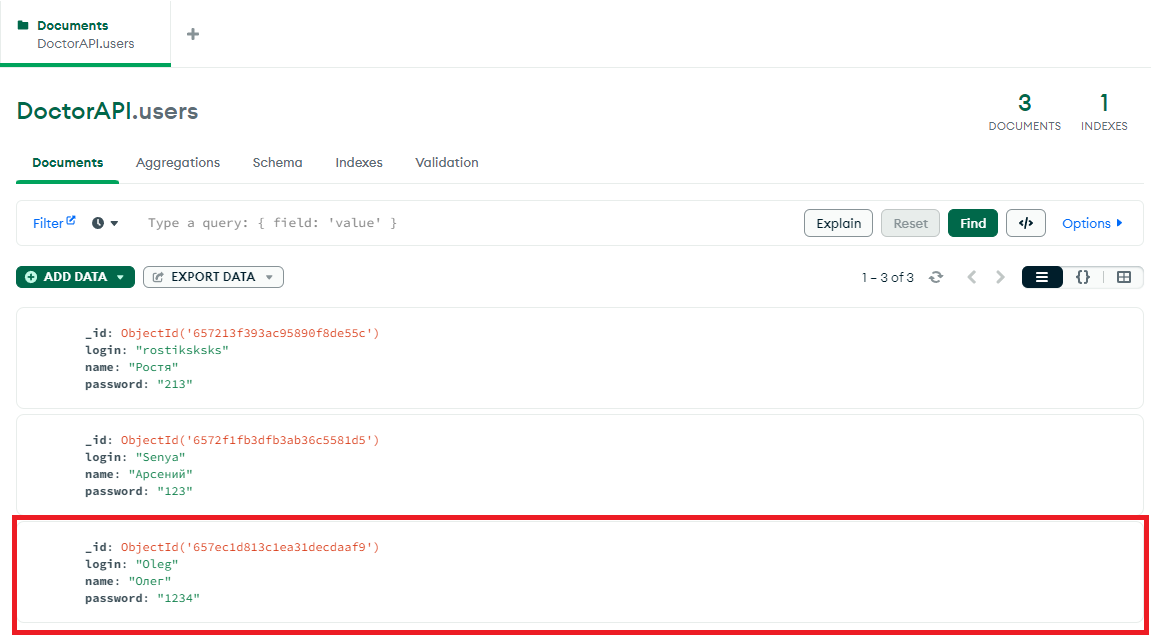 Documents
DoctorAPI.users
DoctorAPI.users
3
DOCUMENTS
1
INDEXES
Documents Aggregations Schema Indexes Validation
Filter Type a query: { field: 'value' } Explain Reset Find </> Options
ADD DATA EXPORT DATA 1 – 3 of 3 {}
_id: ObjectId('657213f393ac95890f8de55c')
login: "rostiksksks"
name: "Ростя"
password: "213"
_id: ObjectId('6572f1fb3dfb3ab36c5581d5')
login: "Senya"
name: "Арсений"
password: "123"
_id: ObjectId('657ec1d813c1ea31decdaaf9')
login: "Oleg"
name: "Олег"
password: "1234"